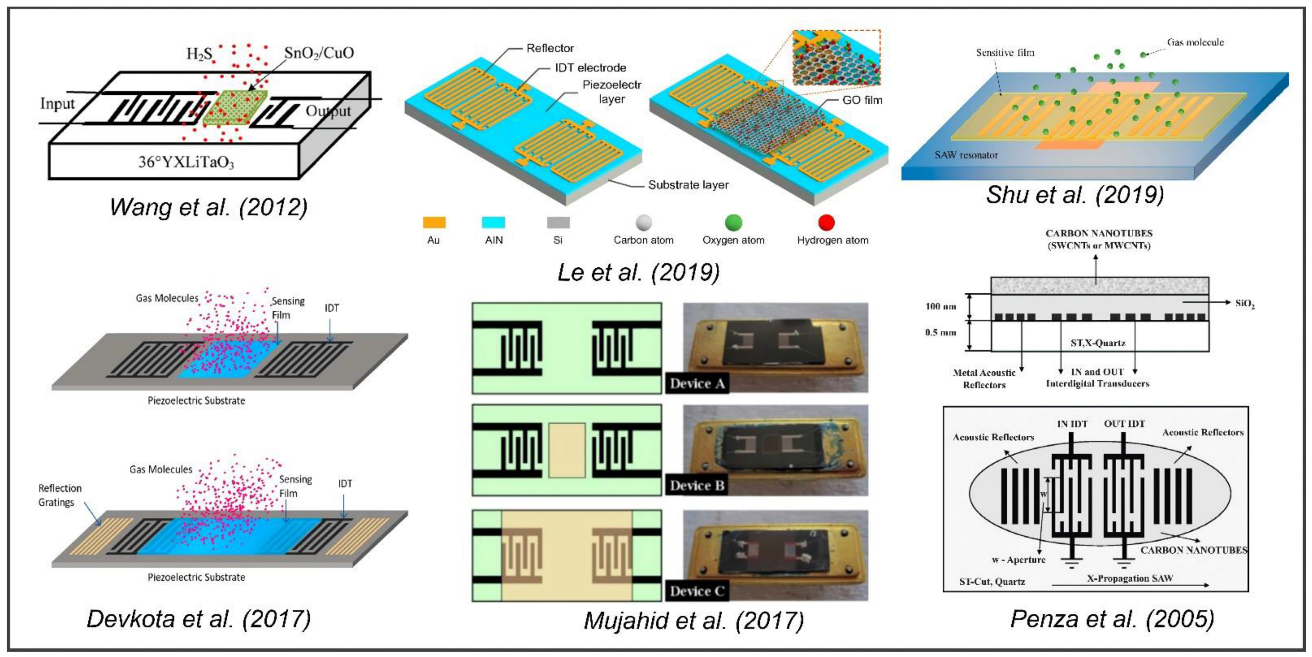 H₂S
SnO₂/CuO
Input
Output
36°YXLiTaO₃
Wang et al. (2012)
Reflector
IDT electrode
Piezoelectr
layer
GO film
Substrate layer
Au
AlN
Si
Carbon atom
Oxygen atom
Hydrogen atom
Le et al. (2019)
Gas molecule
Sensitive film
SAW resonator
Shu et al. (2019)
Gas Molecules
Sensing
Film
IDT
Piezoelectric Substrate
Gas Molecules
Reflection
Gratings
Sensing
Film
IDT
Piezoelectric Substrate
Devkota et al. (2017)
Device A
Device B
Device C
Mujahid et al. (2017)
CARBON NANOTUBES
(SWCNTs or MWCNTs)
100 nm
SiO₂
0.5 mm
ST,X-Quartz
Metal Acoustic
Reflectors
IN and OUT
Interdigital Transducers
IN IDT
OUT IDT
Acoustic Reflectors
Acoustic Reflectors
w
w - Aperture
CARBON NANOTUBES
ST-Cut, Quartz
X-Propagation SAW
Penza et al. (2005)